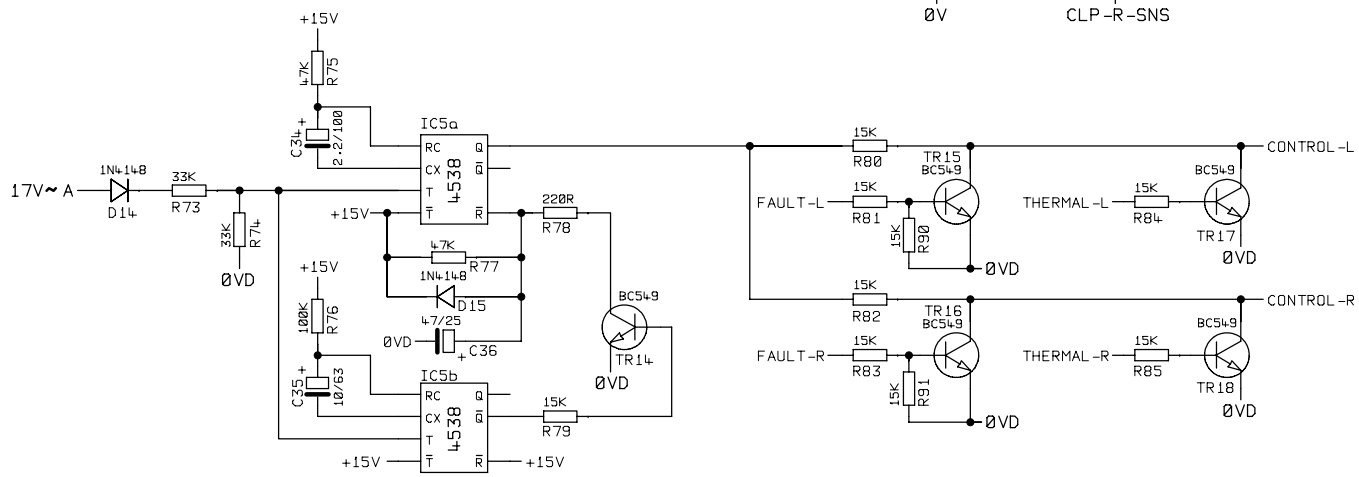 0V
CLP-R-SNS
+15V
47K
R75
C34
+
2.2/100
IC5a
RC
Q
CX
Q̅
4538
T
T̅
R̅
17V~ A
1N4148
D14
33K
R73
33K
R74
0VD
+15V
220R
R78
47K
R77
1N4148
D15
47/25
0VD
+
C36
BC549
TR14
0VD
+15V
100K
R76
C35
+
10/63
IC5b
RC
Q
CX
Q̅
4538
T
T̅
R̅
15K
R79
+15V
+15V
15K
R80
TR15
BC549
CONTROL-L
FAULT-L
15K
R81
15K
R90
0VD
THERMAL-L
15K
R84
BC549
TR17
0VD
15K
R82
TR16
BC549
CONTROL-R
FAULT-R
15K
R83
15K
R91
0VD
THERMAL-R
15K
R85
BC549
TR18
0VD